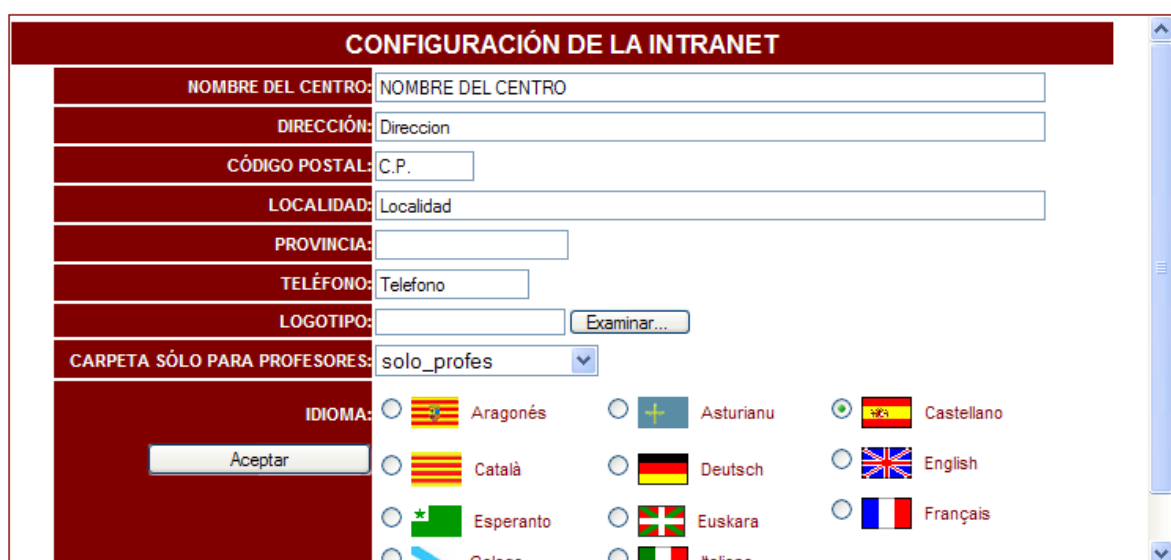 CONFIGURACIÓN DE LA INTRANET
NOMBRE DEL CENTRO: NOMBRE DEL CENTRO
DIRECCIÓN: Direccion
CÓDIGO POSTAL: C.P.
LOCALIDAD: Localidad
PROVINCIA:
TELÉFONO: Telefono
LOGOTIPO: Examinar...
CARPETA SÓLO PARA PROFESORES: solo_profes
IDIOMA: Aragonés Asturianu Castellano
Aceptar
Català Deutsch English
Esperanto Euskara Français